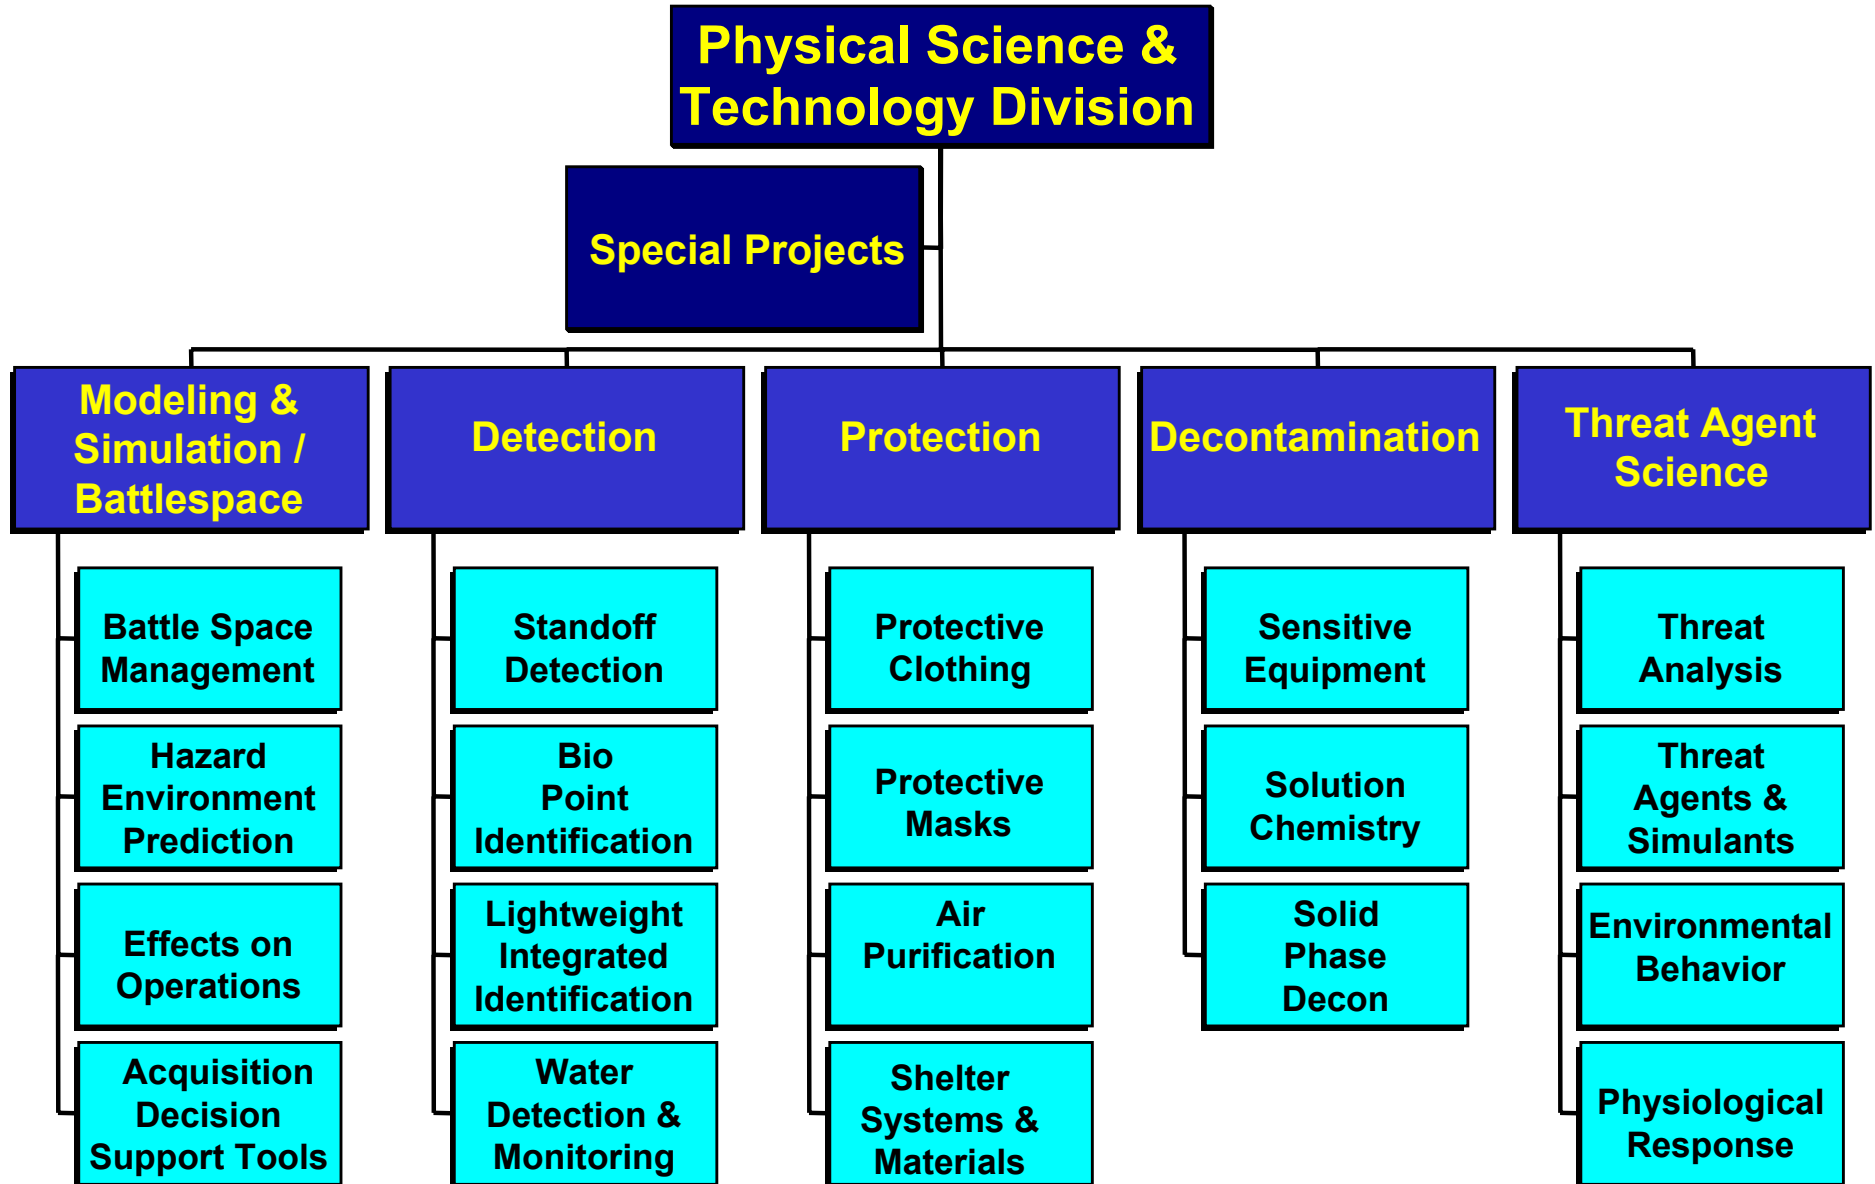 Physical Science &
Technology Division
Special Projects
Modeling &
Simulation /
Battlespace
Detection
Protection
Decontamination
Threat Agent
Science
Battle Space
Management
Hazard
Environment
Prediction
Effects on
Operations
Acquisition
Decision
Support Tools
Standoff
Detection
Bio
Point
Identification
Lightweight
Integrated
Identification
Water
Detection &
Monitoring
Protective
Clothing
Protective
Masks
Air
Purification
Shelter
Systems &
Materials
Sensitive
Equipment
Solution
Chemistry
Solid
Phase
Decon
Threat
Analysis
Threat
Agents &
Simulants
Environmental
Behavior
Physiological
Response